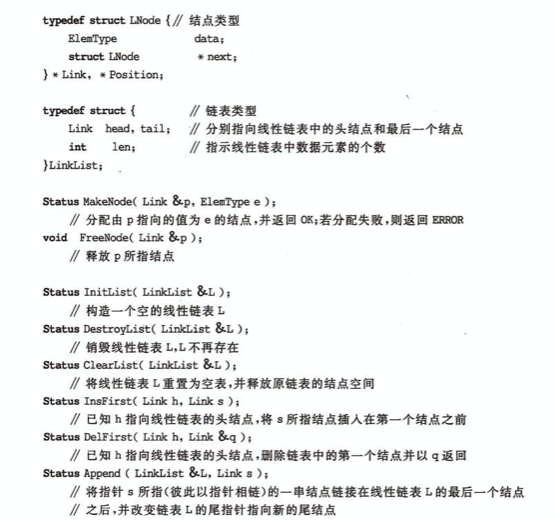 typedef struct LNode {// 结点类型
ElemType data;
struct LNode * next;
} * Link, * Position;
typedef struct { // 链表类型
Link head, tail; // 分别指向线性链表中的头结点和最后一个结点
int len; // 指示线性链表中数据元素的个数
}LinkList;
Status MakeNode( Link &p, ElemType e );
// 分配由 p 指向的值为 e 的结点,并返回 OK;若分配失败,则返回 ERROR
void FreeNode( Link &p );
// 释放 p 所指结点
Status InitList( LinkList &L );
// 构造一个空的线性链表 L
Status DestroyList( LinkList &L );
// 销毁线性链表 L,L 不再存在
Status ClearList( LinkList &L );
// 将线性链表 L 重置为空表,并释放原链表的结点空间
Status InsFirst( Link h, Link s );
// 已知 h 指向线性链表的头结点,将 s 所指结点插入在第一个结点之前
Status DelFirst( Link h, Link &q );
// 已知 h 指向线性链表的头结点,删除链表中的第一个结点并以 q 返回
Status Append ( LinkList &L, Link s );
// 将指针 s 所指(彼此以指针相链)的一串结点链接在线性链表 L 的最后一个结点
// 之后,并改变链表 L 的尾指针指向新的尾结点